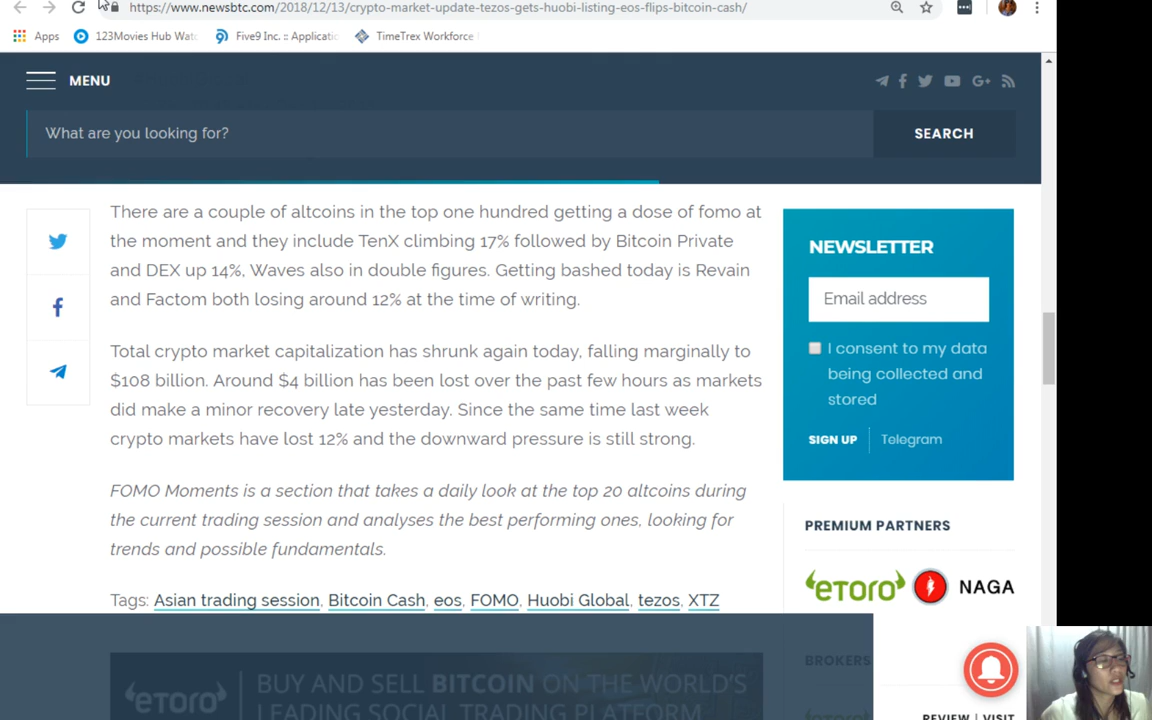 https://www.newsbtc.com/2018/12/13/crypto-market-update-tezos-gets-huobi-listing-eos-flips-bitcoin-cash/
Apps 123Movies Hub Wat Five9 Inc. :: Applicati TimeTrex Workforce
MENU
What are you looking for?
SEARCH
There are a couple of altcoins in the top one hundred getting a dose of fomo at
the moment and they include TenX climbing 17% followed by Bitcoin Private
and DEX up 14%, Waves also in double figures. Getting bashed today is Revain
and Factom both losing around 12% at the time of writing.
Total crypto market capitalization has shrunk again today, falling marginally to
$108 billion. Around $4 billion has been lost over the past few hours as markets
did make a minor recovery late yesterday. Since the same time last week
crypto markets have lost 12% and the downward pressure is still strong.
FOMO Moments is a section that takes a daily look at the top 20 altcoins during
the current trading session and analyses the best performing ones, looking for
trends and possible fundamentals.
Tags: Asian trading session, Bitcoin Cash, eos, FOMO, Huobi Global, tezos, XTZ
eToro BUY AND SELL BITCOIN ON THE WORLD'S
LEADING SOCIAL TRADING PLATFORM
NEWSLETTER
Email address
I consent to my data
being collected and
stored
SIGN UP Telegram
PREMIUM PARTNERS
eToro NAGA
BROKERS
REVIEW | VISIT